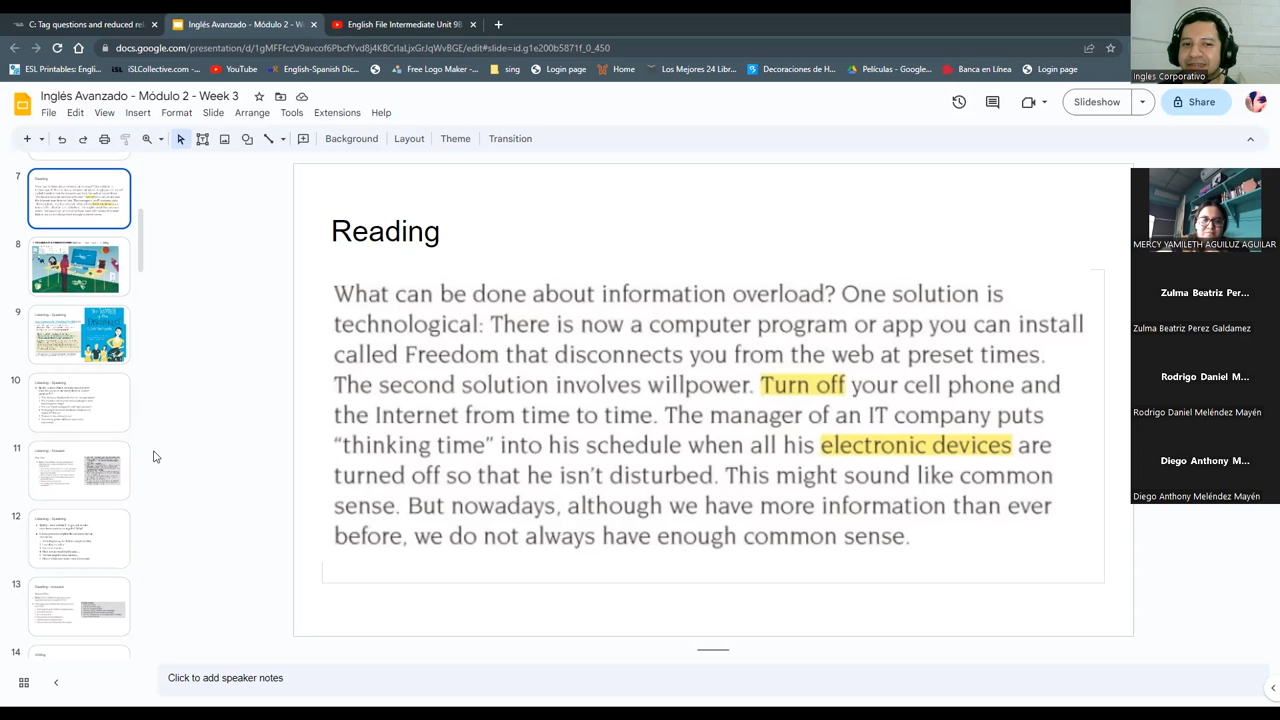 C: Tag questions and reduced rel
Inglés Avanzado - Módulo 2 - We
English File Intermediate Unit 9B
docs.google.com/presentation/d/1gMFFfczV9avcof6PbcfYvd8j4KBCrlaLjxGrJqWvBGE/edit#slide=id.g1e200b5871f_0_450
ESL Printables: Engli...
iSLCollective.com - ...
YouTube
English-Spanish Dic...
Free Logo Maker -...
Login page
Home
Los Mejores 24 Libr...
Decoraciones de H...
Películas - Google...
Banca en Línea
Login page
Ingles Corporativo
Inglés Avanzado - Módulo 2 - Week 3
File Edit View Insert Format Slide Arrange Tools Extensions Help
Slideshow
Share
Background Layout Theme Transition
7
8
9
10
11
12
13
14
Reading
What can be done about information overload? One solution is
technological: there is now a computer program or app you can install
called Freedom that disconnects you from the web at preset times.
The second solution involves willpower. Turn off your cell phone and
the internet from time to time. The manager of an IT company puts
“thinking time” into his schedule when all his electronic devices are
turned off so that he isn't disturbed. This might sound like common
sense. But nowadays, although we have more information than ever
before, we do not always have enough common sense.
Click to add speaker notes
MERCY YAMILETH AGUILUZ AGUILAR
Zulma Beatriz Per...
Zulma Beatriz Perez Galdamez
Rodrigo Daniel M...
Rodrigo Daniel Meléndez Mayén
Diego Anthony M...
Diego Anthony Meléndez Mayén